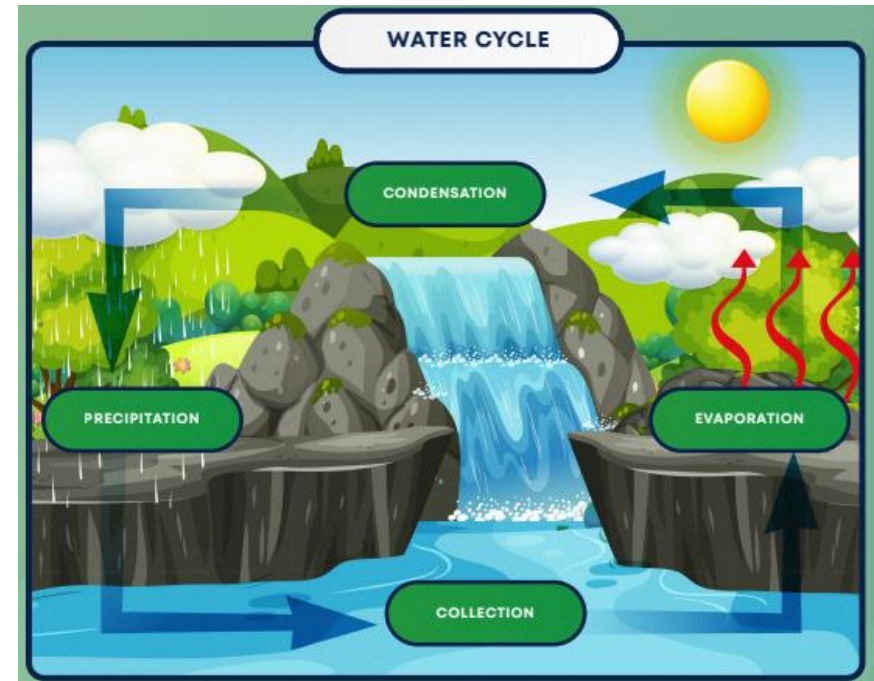 WATER CYCLE
CONDENSATION
PRECIPITATION
EVAPORATION
COLLECTION